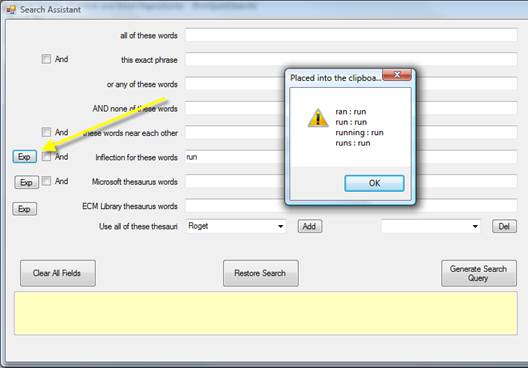 Search Assistant
all of these words
And this exact phrase
or any of these words
AND none of these words
And these words near each other
Exp And Inflection for these words run
Exp And Microsoft thesaurus words
Exp ECM Library thesaurus words
Use all of these thesauri Roget Add Del
Clear All Fields Restore Search Generate Search
Query
Placed into the clipboa...
ran : run
run : run
running : run
runs : run
OK